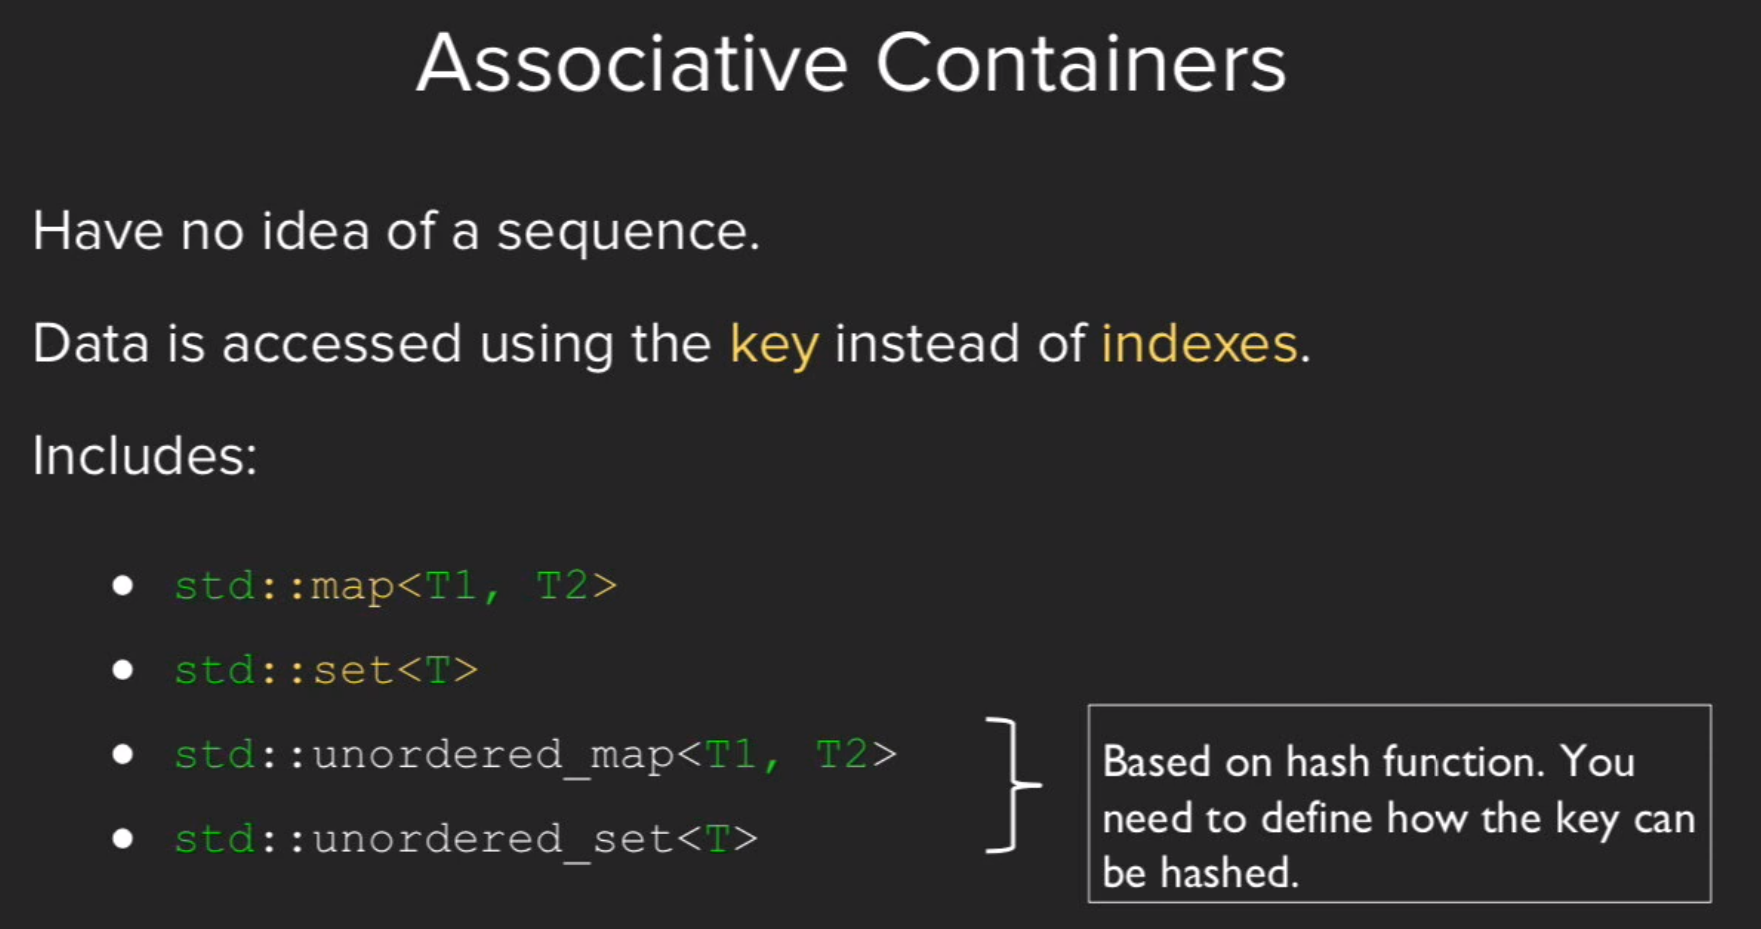 Associative Containers
Have no idea of a sequence.
Data is accessed using the key instead of indexes.
Includes:
● std::map<T1, T2>
● std::set<T>
● std::unordered_map<T1, T2>
● std::unordered_set<T>
Based on hash function. You
need to define how the key can
be hashed.